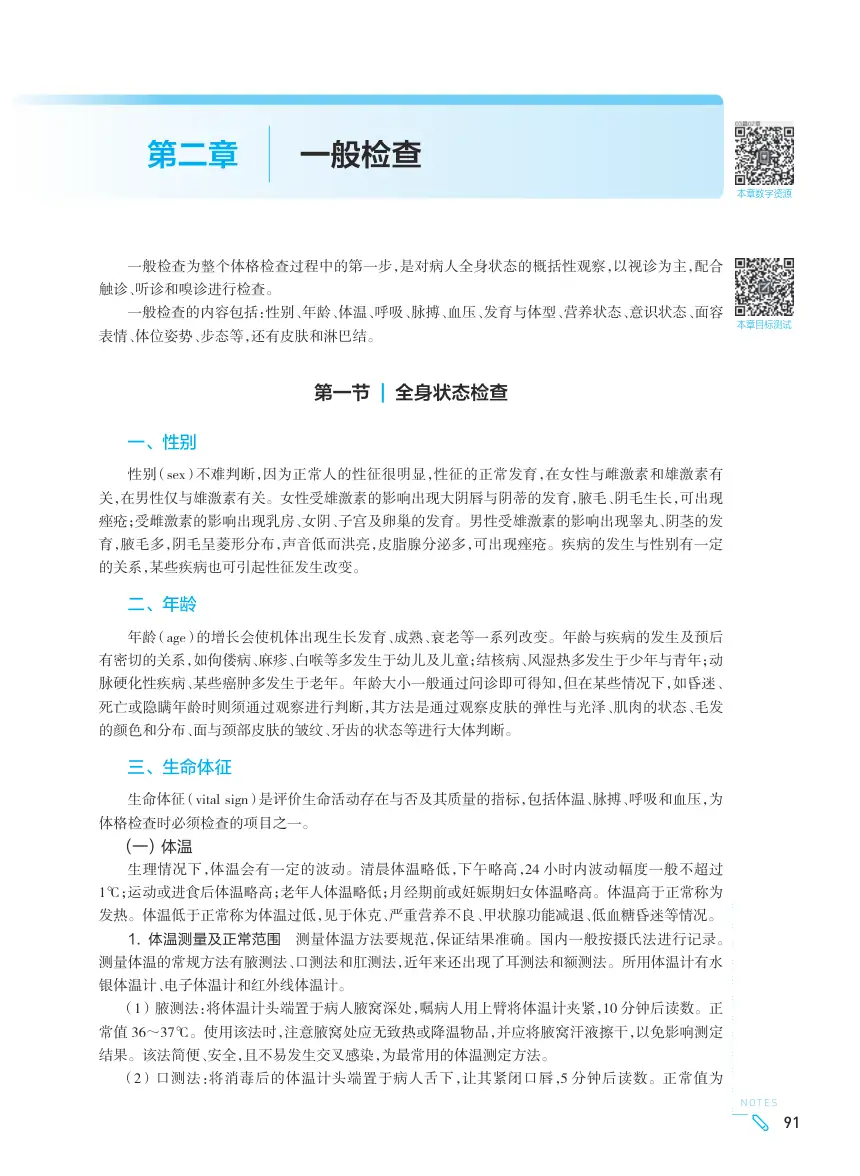 第二章 一般检查
本章数字资源
一般检查为整个体格检查过程中的第一步,是对病人全身状态的概括性观察,以视诊为主,配合
触诊、听诊和嗅诊进行检查。
一般检查的内容包括:性别、年龄、体温、呼吸、脉搏、血压、发育与体型、营养状态、意识状态、面容
表情、体位姿势、步态等,还有皮肤和淋巴结。
本章目标测试
第一节 | 全身状态检查
一、性别
性别(sex)不难判断,因为正常人的性征很明显,性征的正常发育,在女性与雌激素和雄激素有
关,在男性仅与雄激素有关。女性受雄激素的影响出现大阴唇与阴蒂的发育,腋毛、阴毛生长,可出现
痤疮;受雌激素的影响出现乳房、女阴、子宫及卵巢的发育。男性受雄激素的影响出现睾丸、阴茎的发
育,腋毛多,阴毛呈菱形分布,声音低而洪亮,皮脂腺分泌多,可出现痤疮。疾病的发生与性别有一定
的关系,某些疾病也可引起性征发生改变。
二、年龄
年龄(age)的增长会使机体出现生长发育、成熟、衰老等一系列改变。年龄与疾病的发生及预后
有密切的关系,如佝偻病、麻疹、白喉等多发生于幼儿及儿童;结核病、风湿热多发生于少年与青年;动
脉硬化性疾病、某些癌肿多发生于老年。年龄大小一般通过问诊即可得知,但在某些情况下,如昏迷、
死亡或隐瞒年龄时则须通过观察进行判断,其方法是通过观察皮肤的弹性与光泽、肌肉的状态、毛发
的颜色和分布、面与颈部皮肤的皱纹、牙齿的状态等进行大体判断。
三、生命体征
生命体征(vital sign)是评价生命活动存在与否及其质量的指标,包括体温、脉搏、呼吸和血压,为
体格检查时必须检查的项目之一。
(一)体温
生理情况下,体温会有一定的波动。清晨体温略低,下午略高,24 小时内波动幅度一般不超过
1℃;运动或进食后体温略高;老年人体温略低;月经期前或妊娠期妇女体温略高。体温高于正常称为
发热。体温低于正常称为体温过低,见于休克、严重营养不良、甲状腺功能减退、低血糖昏迷等情况。
1. 体温测量及正常范围 测量体温方法要规范,保证结果准确。国内一般按摄氏法进行记录。
测量体温的常规方法有腋测法、口测法和肛测法,近年来还出现了耳测法和额测法。所用体温计有水
银体温计、电子体温计和红外线体温计。
(1)腋测法:将体温计头端置于病人腋窝深处,嘱病人用上臂将体温计夹紧,10 分钟后读数。正
常值 36～37℃。使用该法时,注意腋窝处应无致热或降温物品,并应将腋窝汗液擦干,以免影响测定
结果。该法简便、安全,且不易发生交叉感染,为最常用的体温测定方法。
(2)口测法:将消毒后的体温计头端置于病人舌下,让其紧闭口唇,5 分钟后读数。正常值为
NOTES
91